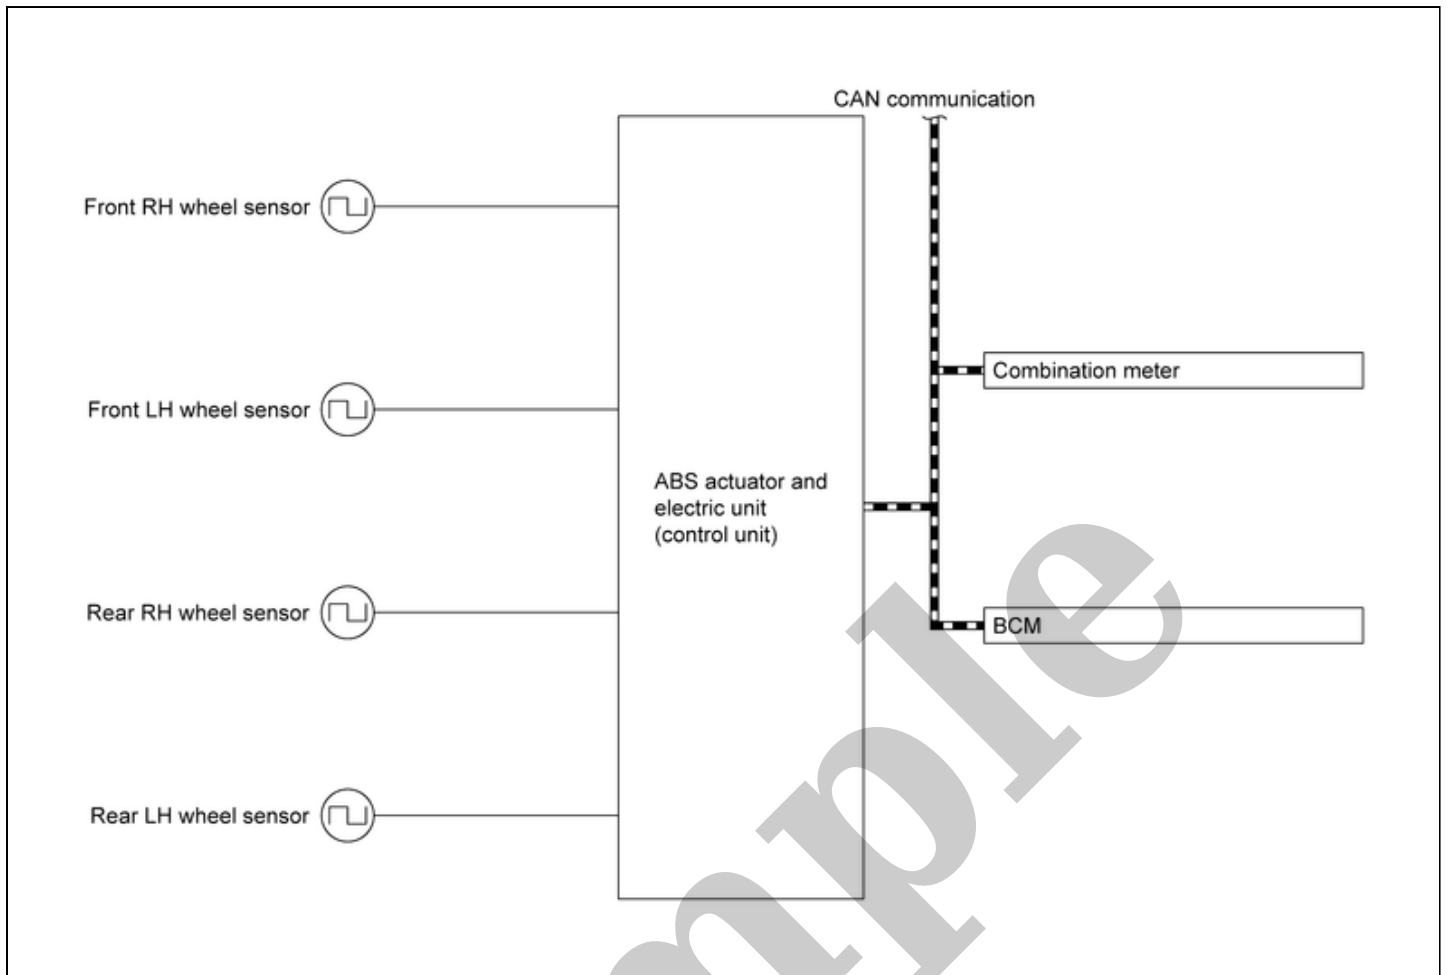 CAN communication
Front RH wheel sensor
Combination meter
Front LH wheel sensor
ABS actuator and
electric unit
(control unit)
Rear RH wheel sensor
BCM
Rear LH wheel sensor
mple